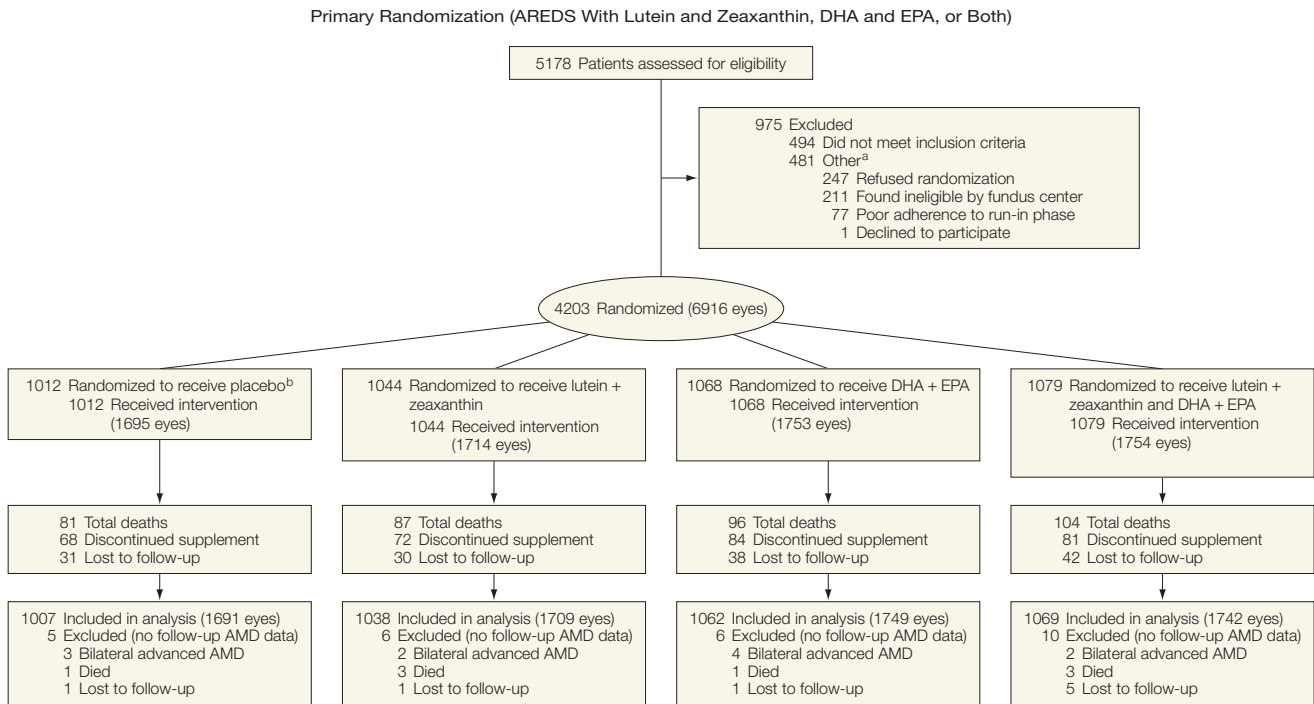 Primary Randomization (AREDS With Lutein and Zeaxanthin, DHA and EPA, or Both)
5178 Patients assessed for eligibility
975 Excluded
494 Did not meet inclusion criteria
481 Otherᵃ
247 Refused randomization
211 Found ineligible by fundus center
77 Poor adherence to run-in phase
1 Declined to participate
4203 Randomized (6916 eyes)
1012 Randomized to receive placeboᵇ
1012 Received intervention
(1695 eyes)
1044 Randomized to receive lutein +
zeaxanthin
1044 Received intervention
(1714 eyes)
1068 Randomized to receive DHA + EPA
1068 Received intervention
(1753 eyes)
1079 Randomized to receive lutein +
zeaxanthin and DHA + EPA
1079 Received intervention
(1754 eyes)
81 Total deaths
68 Discontinued supplement
31 Lost to follow-up
87 Total deaths
72 Discontinued supplement
30 Lost to follow-up
96 Total deaths
84 Discontinued supplement
38 Lost to follow-up
104 Total deaths
81 Discontinued supplement
42 Lost to follow-up
1007 Included in analysis (1691 eyes)
5 Excluded (no follow-up AMD data)
3 Bilateral advanced AMD
1 Died
1 Lost to follow-up
1038 Included in analysis (1709 eyes)
6 Excluded (no follow-up AMD data)
2 Bilateral advanced AMD
3 Died
1 Lost to follow-up
1062 Included in analysis (1749 eyes)
6 Excluded (no follow-up AMD data)
4 Bilateral advanced AMD
1 Died
1 Lost to follow-up
1069 Included in analysis (1742 eyes)
10 Excluded (no follow-up AMD data)
2 Bilateral advanced AMD
3 Died
5 Lost to follow-up